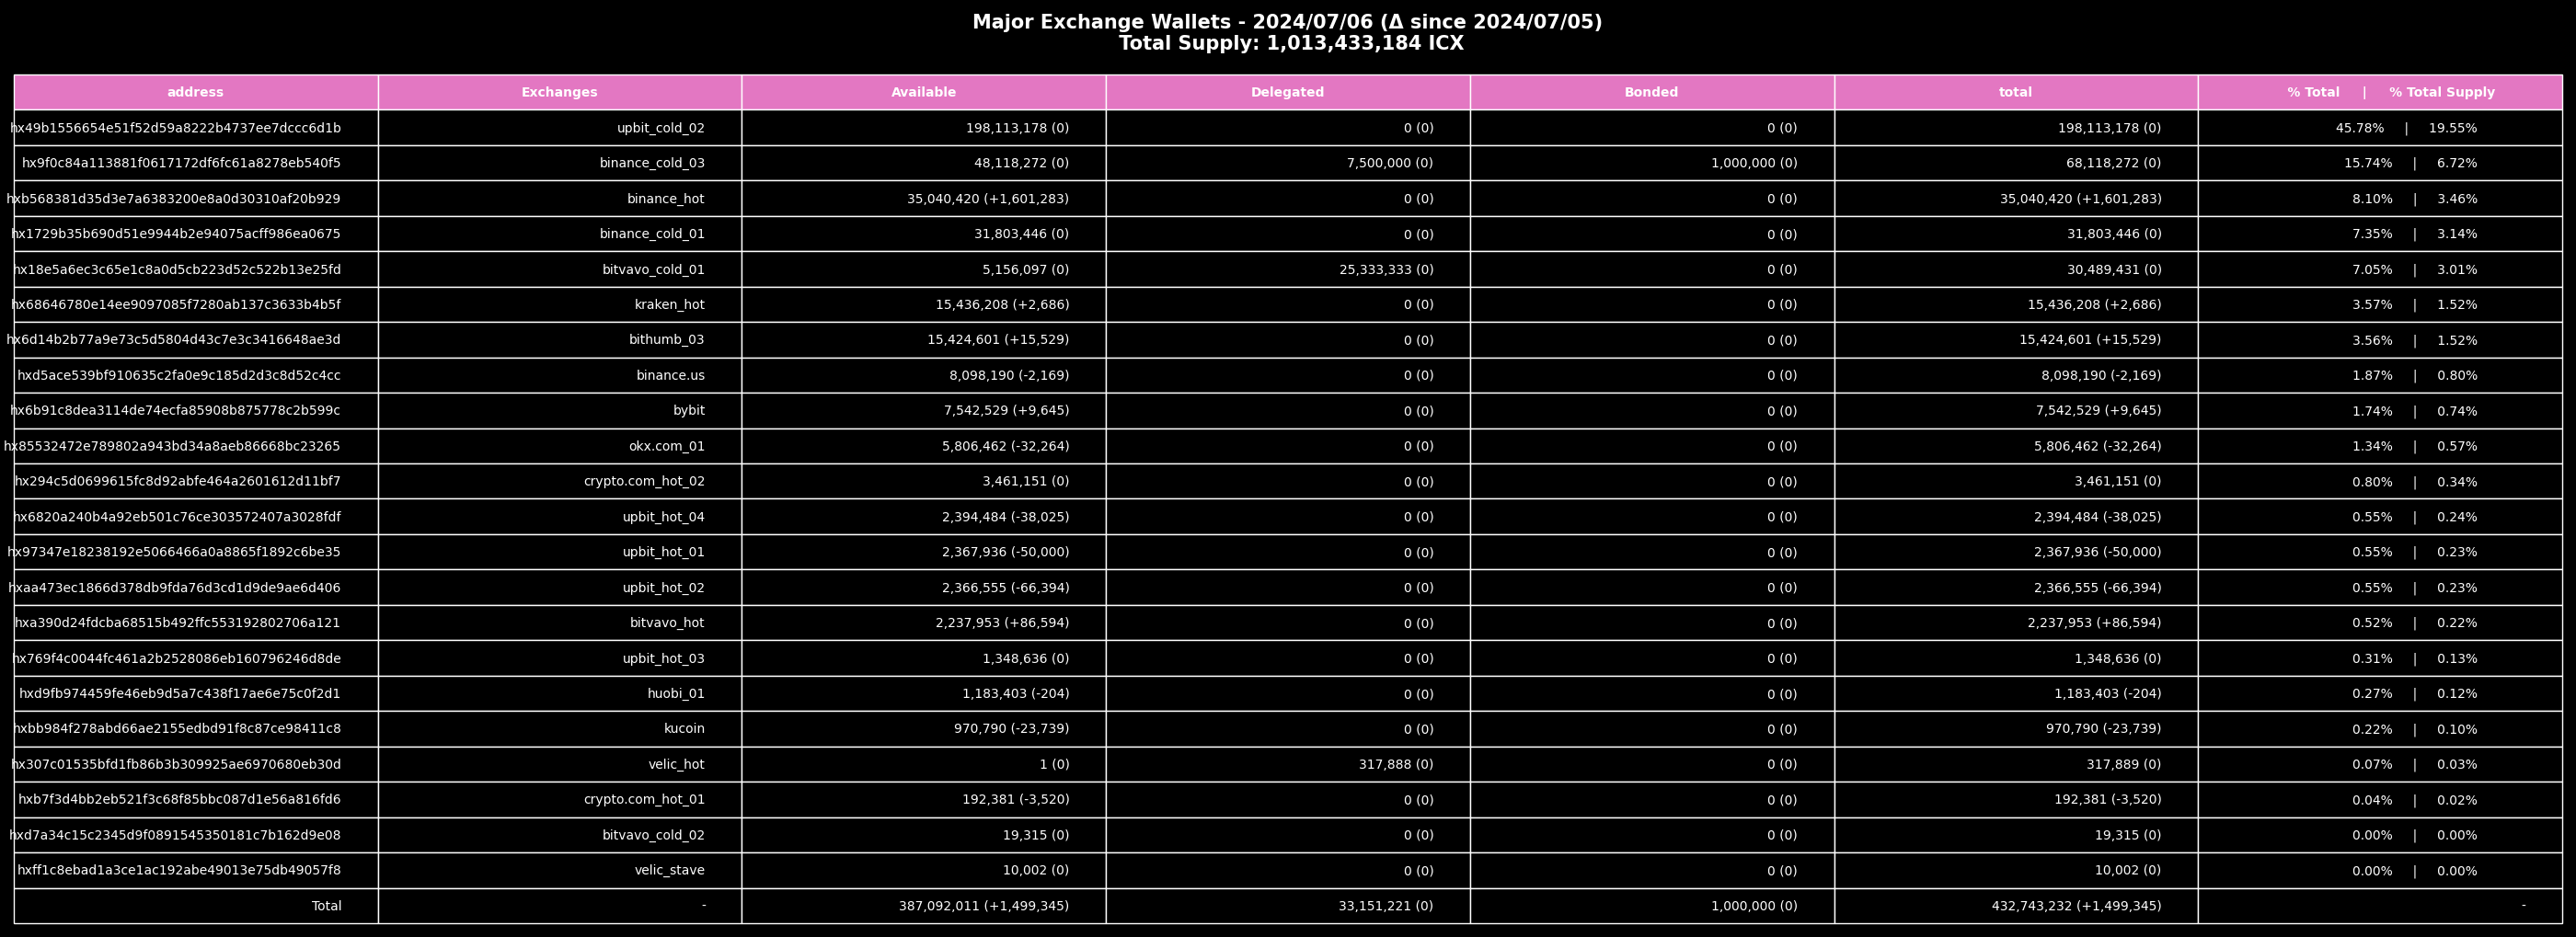 Major Exchange Wallets - 2024/07/06 (Δ since 2024/07/05)
Total Supply: 1,013,433,184 ICX
address Exchanges Available Delegated Bonded total % Total | % Total Supply
hx49b1556654e51f52d59a8222b4737ee7dccc6d1b upbit_cold_02 198,113,178 (0) 0 (0) 0 (0) 198,113,178 (0) 45.78% | 19.55%
hx9f0c84a113881f0617172df6fc61a8278eb540f5 binance_cold_03 48,118,272 (0) 7,500,000 (0) 1,000,000 (0) 68,118,272 (0) 15.74% | 6.72%
hxb568381d35d3e7a6383200e8a0d30310af20b929 binance_hot 35,040,420 (+1,601,283) 0 (0) 0 (0) 35,040,420 (+1,601,283) 8.10% | 3.46%
hx1729b35b690d51e9944b2e94075acff986ea0675 binance_cold_01 31,803,446 (0) 0 (0) 0 (0) 31,803,446 (0) 7.35% | 3.14%
hx18e5a6ec3c65e1c8a0d5cb223d52c522b13e25fd bitvavo_cold_01 5,156,097 (0) 25,333,333 (0) 0 (0) 30,489,431 (0) 7.05% | 3.01%
hx68646780e14ee9097085f7280ab137c3633b4b5f kraken_hot 15,436,208 (+2,686) 0 (0) 0 (0) 15,436,208 (+2,686) 3.57% | 1.52%
hx6d14b2b77a9e73c5d5804d43c7e3c3416648ae3d bithumb_03 15,424,601 (+15,529) 0 (0) 0 (0) 15,424,601 (+15,529) 3.56% | 1.52%
hxd5ace539bf910635c2fa0e9c185d2d3c8d52c4cc binance.us 8,098,190 (-2,169) 0 (0) 0 (0) 8,098,190 (-2,169) 1.87% | 0.80%
hx6b91c8dea3114de74ecfa85908b875778c2b599c bybit 7,542,529 (+9,645) 0 (0) 0 (0) 7,542,529 (+9,645) 1.74% | 0.74%
hx85532472e789802a943bd34a8aeb86668bc23265 okx.com_01 5,806,462 (-32,264) 0 (0) 0 (0) 5,806,462 (-32,264) 1.34% | 0.57%
hx294c5d0699615fc8d92abfe464a2601612d11bf7 crypto.com_hot_02 3,461,151 (0) 0 (0) 0 (0) 3,461,151 (0) 0.80% | 0.34%
hx6820a240b4a92eb501c76ce303572407a3028fdf upbit_hot_04 2,394,484 (-38,025) 0 (0) 0 (0) 2,394,484 (-38,025) 0.55% | 0.24%
hx97347e18238192e5066466a0a8865f1892c6be35 upbit_hot_01 2,367,936 (-50,000) 0 (0) 0 (0) 2,367,936 (-50,000) 0.55% | 0.23%
hxaa473ec1866d378db9fda76d3cd1d9de9ae6d406 upbit_hot_02 2,366,555 (-66,394) 0 (0) 0 (0) 2,366,555 (-66,394) 0.55% | 0.23%
hxa390d24fdcba68515b492ffc553192802706a121 bitvavo_hot 2,237,953 (+86,594) 0 (0) 0 (0) 2,237,953 (+86,594) 0.52% | 0.22%
hx769f4c0044fc461a2b2528086eb160796246d8de upbit_hot_03 1,348,636 (0) 0 (0) 0 (0) 1,348,636 (0) 0.31% | 0.13%
hxd9fb974459fe46eb9d5a7c438f17ae6e75c0f2d1 huobi_01 1,183,403 (-204) 0 (0) 0 (0) 1,183,403 (-204) 0.27% | 0.12%
hxbb984f278abd66ae2155edbd91f8c87ce98411c8 kucoin 970,790 (-23,739) 0 (0) 0 (0) 970,790 (-23,739) 0.22% | 0.10%
hx307c01535bfd1fb86b3b309925ae6970680eb30d velic_hot 1 (0) 317,888 (0) 0 (0) 317,889 (0) 0.07% | 0.03%
hxb7f3d4bb2eb521f3c68f85bbc087d1e56a816fd6 crypto.com_hot_01 192,381 (-3,520) 0 (0) 0 (0) 192,381 (-3,520) 0.04% | 0.02%
hxd7a34c15c2345d9f0891545350181c7b162d9e08 bitvavo_cold_02 19,315 (0) 0 (0) 0 (0) 19,315 (0) 0.00% | 0.00%
hxff1c8ebad1a3ce1ac192abe49013e75db49057f8 velic_stave 10,002 (0) 0 (0) 0 (0) 10,002 (0) 0.00% | 0.00%
Total - 387,092,011 (+1,499,345) 33,151,221 (0) 1,000,000 (0) 432,743,232 (+1,499,345) -